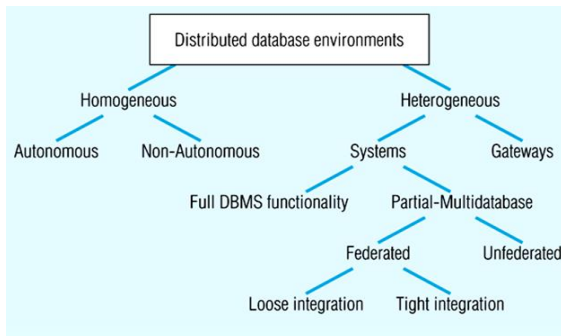 Distributed database environments
Homogeneous
Heterogeneous
Autonomous
Non-Autonomous
Systems
Gateways
Full DBMS functionality
Partial-Multidatabase
Federated
Unfederated
Loose integration
Tight integration